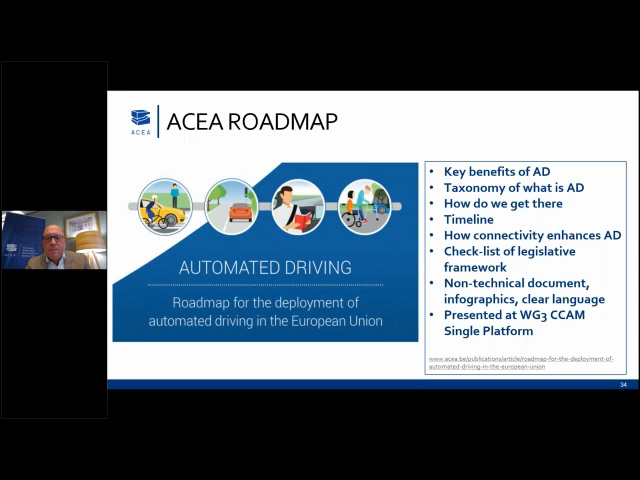 ACEA
ACEA ROADMAP
AUTOMATED DRIVING
Roadmap for the deployment of
automated driving in the European Union
• Key benefits of AD
• Taxonomy of what is AD
• How do we get there
• Timeline
• How connectivity enhances AD
• Check-list of legislative
framework
• Non-technical document,
infographics, clear language
• Presented at WG3 CCAM
Single Platform
www.acea.be/publications/article/roadmap-for-the-deployment-of-
automated-driving-in-the-european-union
34